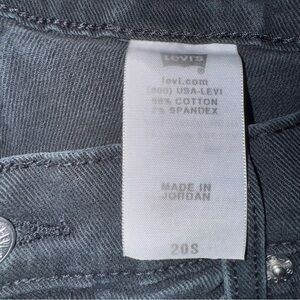 Levi's
levi.com
(800) USA-LEVI
98% COTTON
2% SPANDEX
MADE IN
JORDAN
20S